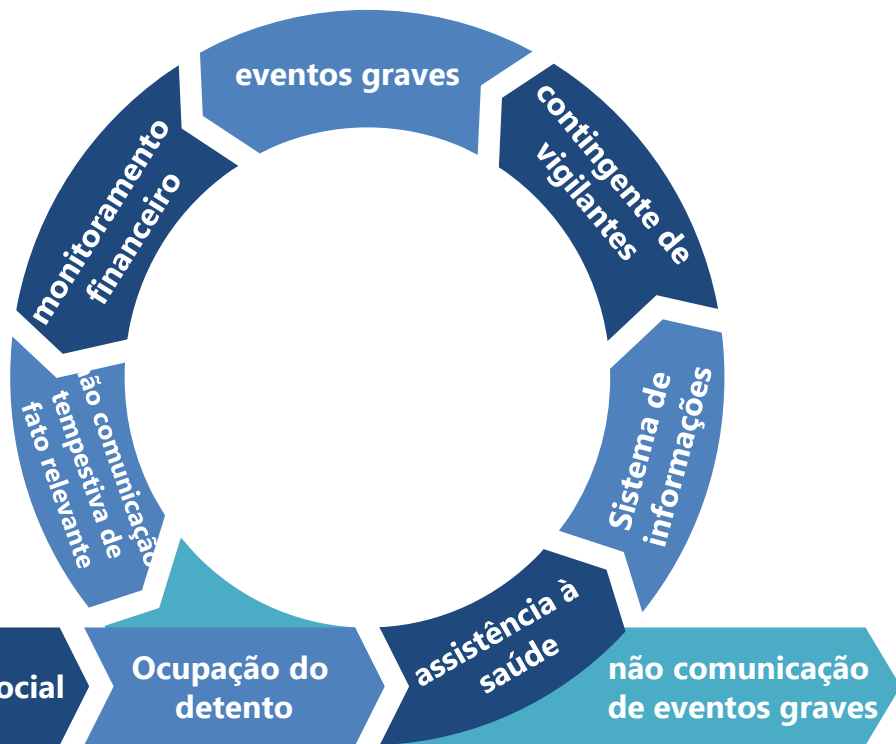 eventos graves
contingente de
vigilantes
monitoramento
financeiro
Sistema de
informações
não comunicação
tempestiva de
fato relevante
assistência à
saúde
ocial
Ocupação do
detento
não comunicação
de eventos graves